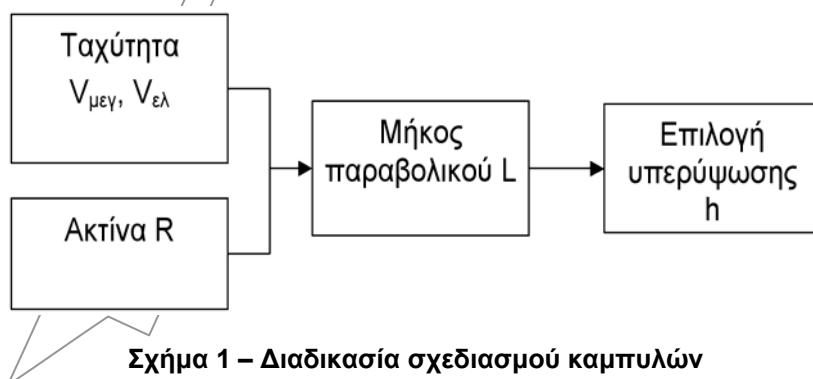 Ταχύτητα
Vμεγ, Vελ
Ακτίνα R
Μήκος
παραβολικού L
Επιλογή
υπερύψωσης
h
Σχήμα 1 – Διαδικασία σχεδιασμού καμπυλών